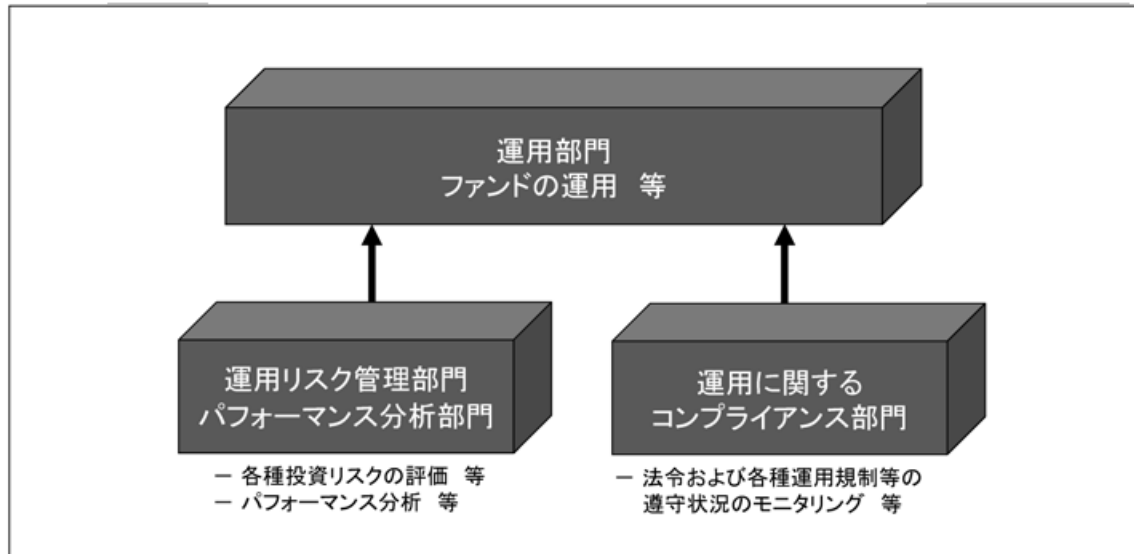 運用部門
ファンドの運用 等
運用リスク管理部門
パフォーマンス分析部門
運用に関する
コンプライアンス部門
− 各種投資リスクの評価 等
− パフォーマンス分析 等
− 法令および各種運用規制等の
遵守状況のモニタリング 等